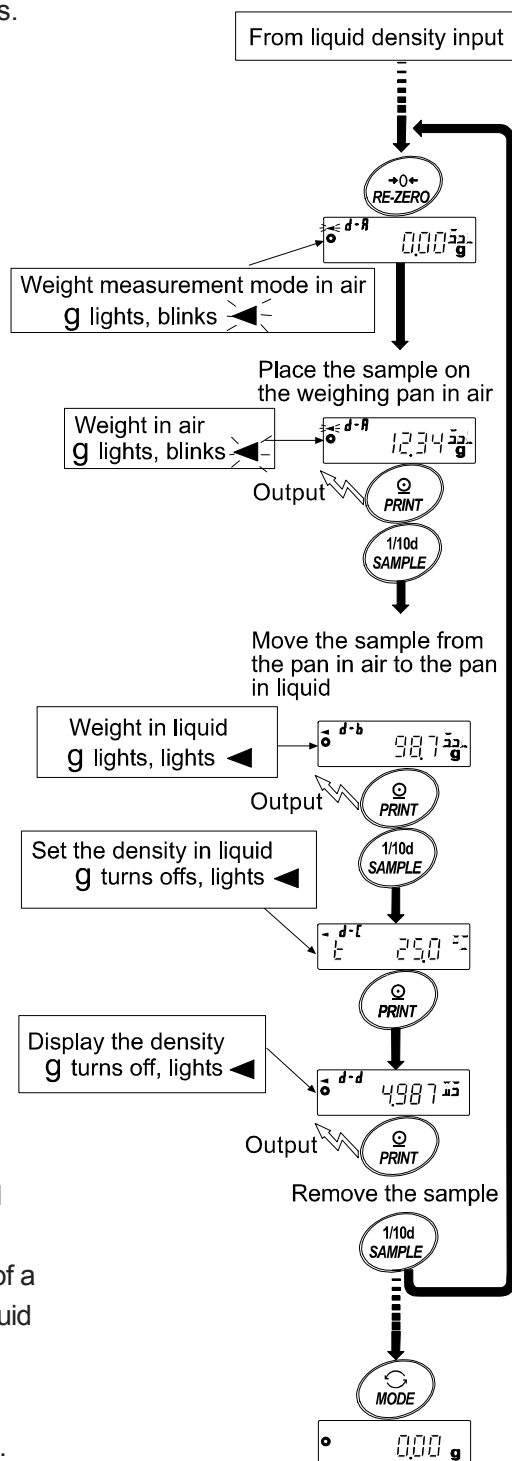 s.
From liquid density input
→0←
RE-ZERO
d-A
0.00 g
Weight measurement mode in air
g lights, blinks ◀
Place the sample on
the weighing pan in air
Weight in air
g lights, blinks ◀
d-A
12.34 g
Output
PRINT
1/10d
SAMPLE
Move the sample from
the pan in air to the pan
in liquid
Weight in liquid
g lights, lights ◀
d-b
98.7 g
Output
PRINT
1/10d
SAMPLE
Set the density in liquid
g turns offs, lights ◀
d-C
t 25.0
PRINT
Display the density
g turns off, lights ◀
d-d
4.987
Output
PRINT
Remove the sample
1/10d
SAMPLE
of a
uid
MODE
0.00 g
.